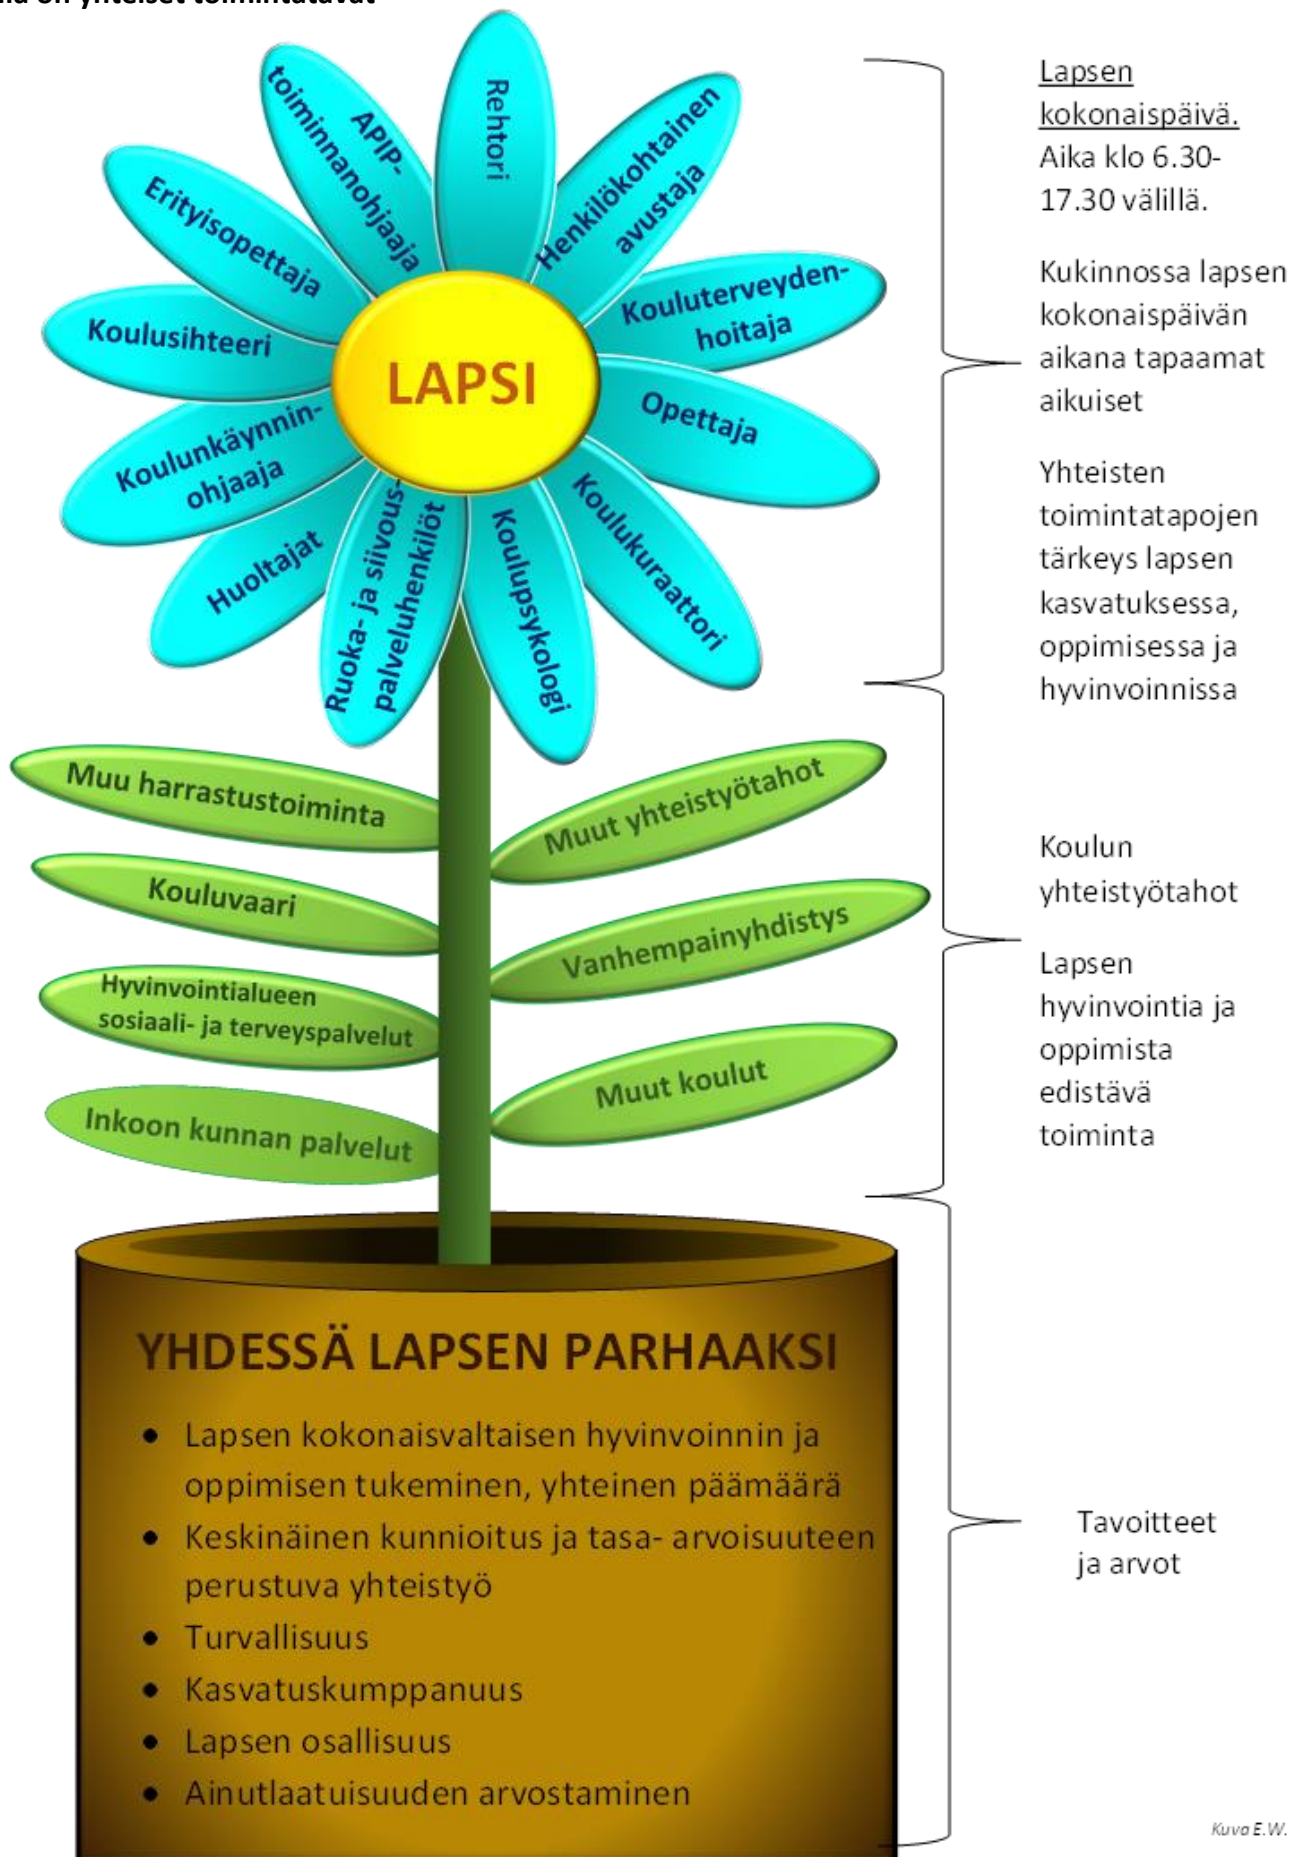 on yhteiset toimintatavat
Rehtori
Henkilökohtainen
avustaja
Kouluterveyden-
hoitaja
Opettaja
Koulukuraattori
Koulupsykologi
Ruoka- ja siivous-
palveluhenkilöt
Huoltajat
Koulunkäynnin-
ohjaaja
Koulusihteeri
Erityisopettaja
APIP-
toiminnanohjaaja
LAPSI
Lapsen
kokonaispäivä.
Aika klo 6.30-
17.30 välillä.
Kukinnossa lapsen
kokonaispäivän
aikana tapaamat
aikuiset
Yhteisten
toimintatapojen
tärkeys lapsen
kasvatuksessa,
oppimisessa ja
hyvinvoinnissa
Muu harrastustoiminta
Kouluvaari
Hyvinvointialueen
sosiaali- ja terveyspalvelut
Inkoon kunnan palvelut
Muut yhteistyötahot
Vanhempainyhdistys
Muut koulut
Koulun
yhteistyötahot
Lapsen
hyvinvointia ja
oppimista
edistävä
toiminta
YHDESSÄ LAPSEN PARHAAKSI
• Lapsen kokonaisvaltaisen hyvinvoinnin ja
oppimisen tukeminen, yhteinen päämäärä
• Keskinäinen kunnioitus ja tasa- arvoisuuteen
perustuva yhteistyö
• Turvallisuus
• Kasvatuskumppanuus
• Lapsen osallisuus
• Ainutlaatuisuuden arvostaminen
Tavoitteet
ja arvot
Kuva E.W.